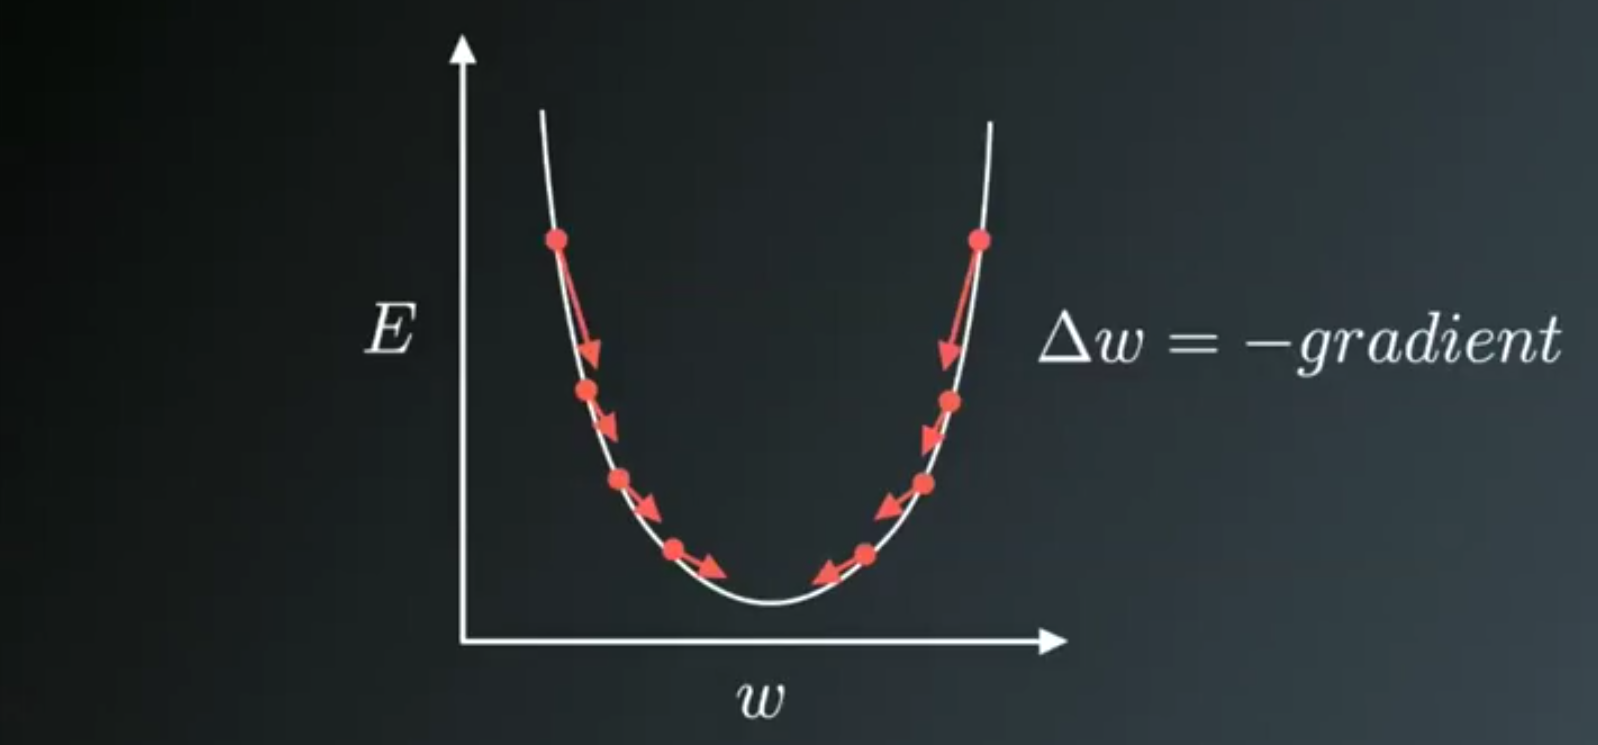 E
Δw = −gradient
w